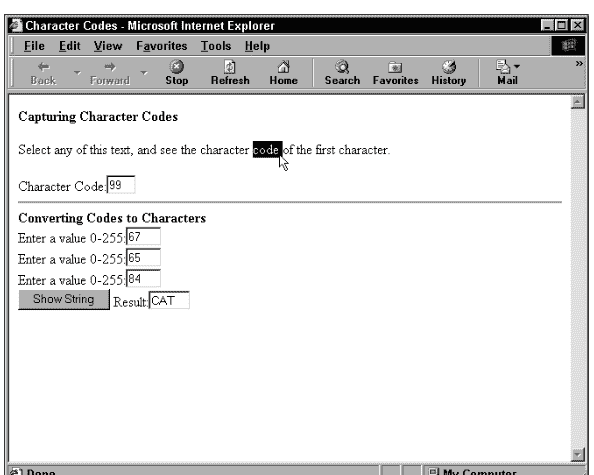 Character Codes - Microsoft Internet Explorer
File Edit View Favorites Tools Help
Back Forward Stop Refresh Home Search Favorites History Mail »
Capturing Character Codes
Select any of this text, and see the character code of the first character.
Character Code: 99
Converting Codes to Characters
Enter a value 0-255: 67
Enter a value 0-255: 65
Enter a value 0-255: 84
Show String Result: CAT
Done My Computer